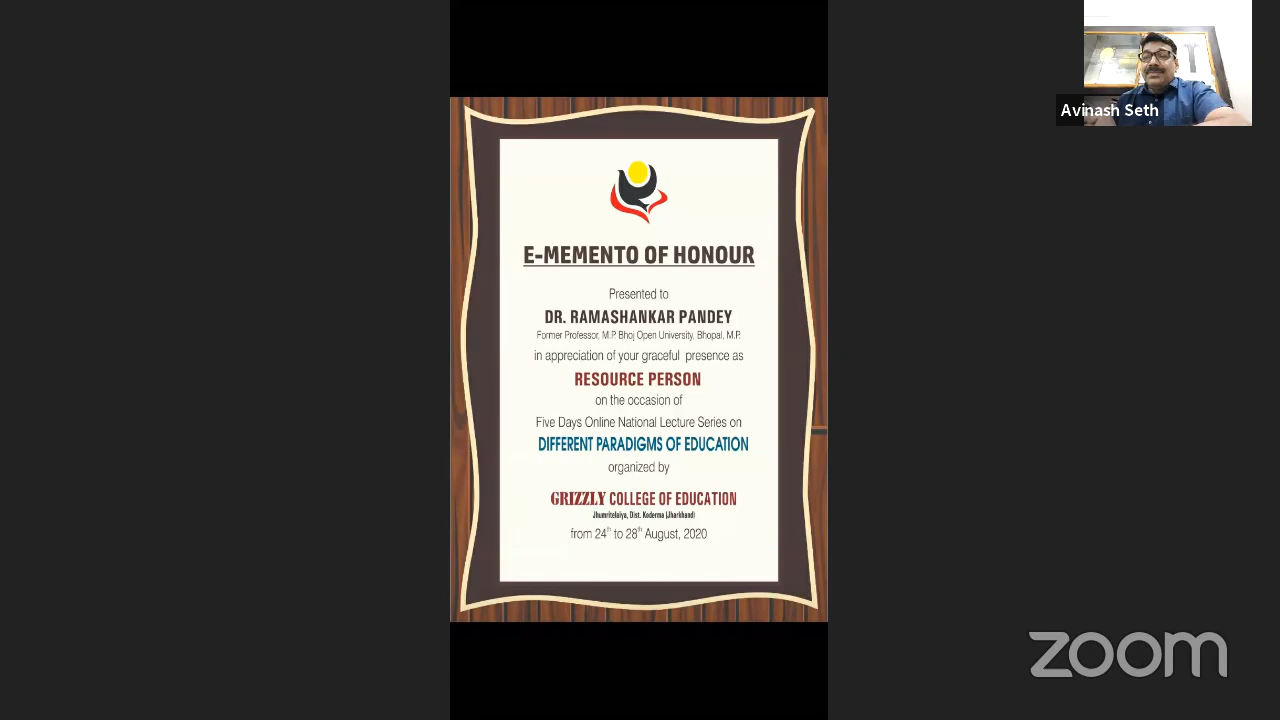 E-MEMENTO OF HONOUR
Presented to
DR. RAMASHANKAR PANDEY
Former Professor, M.P. Bhoj Open University, Bhopal, M.P.
in appreciation of your graceful presence as
RESOURCE PERSON
on the occasion of
Five Days Online National Lecture Series on
DIFFERENT PARADIGMS OF EDUCATION
organized by
GRIZZLY COLLEGE OF EDUCATION
Jhumritelaiya, Dist. Koderma (Jharkhand)
from 24th to 28th August, 2020
Avinash Seth
zoom